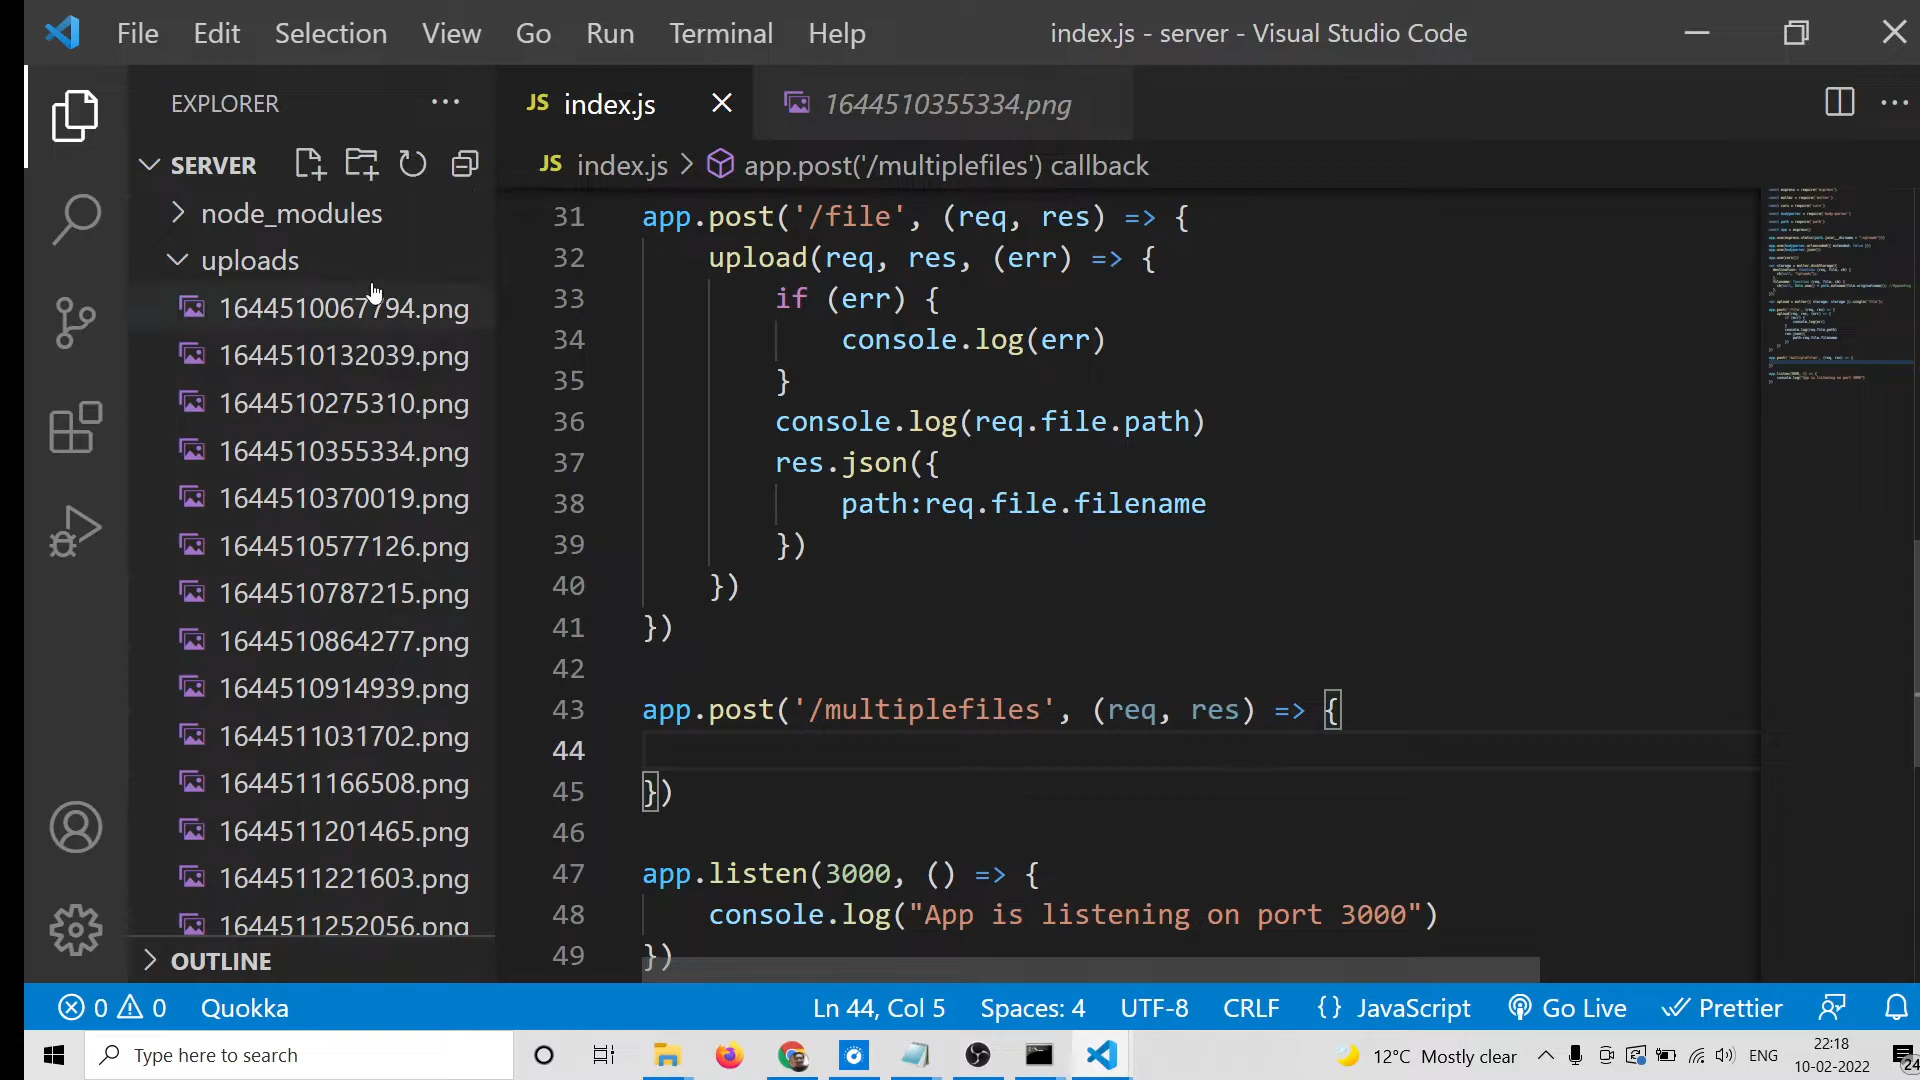 File Edit Selection View Go Run Terminal Help index.js - server - Visual Studio Code
EXPLORER
SERVER
node_modules
uploads
1644510067794.png
1644510132039.png
1644510275310.png
1644510355334.png
1644510370019.png
1644510577126.png
1644510787215.png
1644510864277.png
1644510914939.png
1644511031702.png
1644511166508.png
1644511201465.png
1644511221603.png
1644511252056.png
OUTLINE
JS index.js 1644510355334.png
JS index.js > app.post('/multiplefiles') callback
31 app.post('/file', (req, res) => {
32 upload(req, res, (err) => {
33 if (err) {
34 console.log(err)
35 }
36 console.log(req.file.path)
37 res.json({
38 path:req.file.filename
39 })
40 })
41 })
42
43 app.post('/multiplefiles', (req, res) => {
44
45 })
46
47 app.listen(3000, () => {
48 console.log("App is listening on port 3000")
49 })
0 0 Quokka Ln 44, Col 5 Spaces: 4 UTF-8 CRLF {} JavaScript Go Live Prettier
Type here to search 12°C Mostly clear ENG 22:18
10-02-2022 24